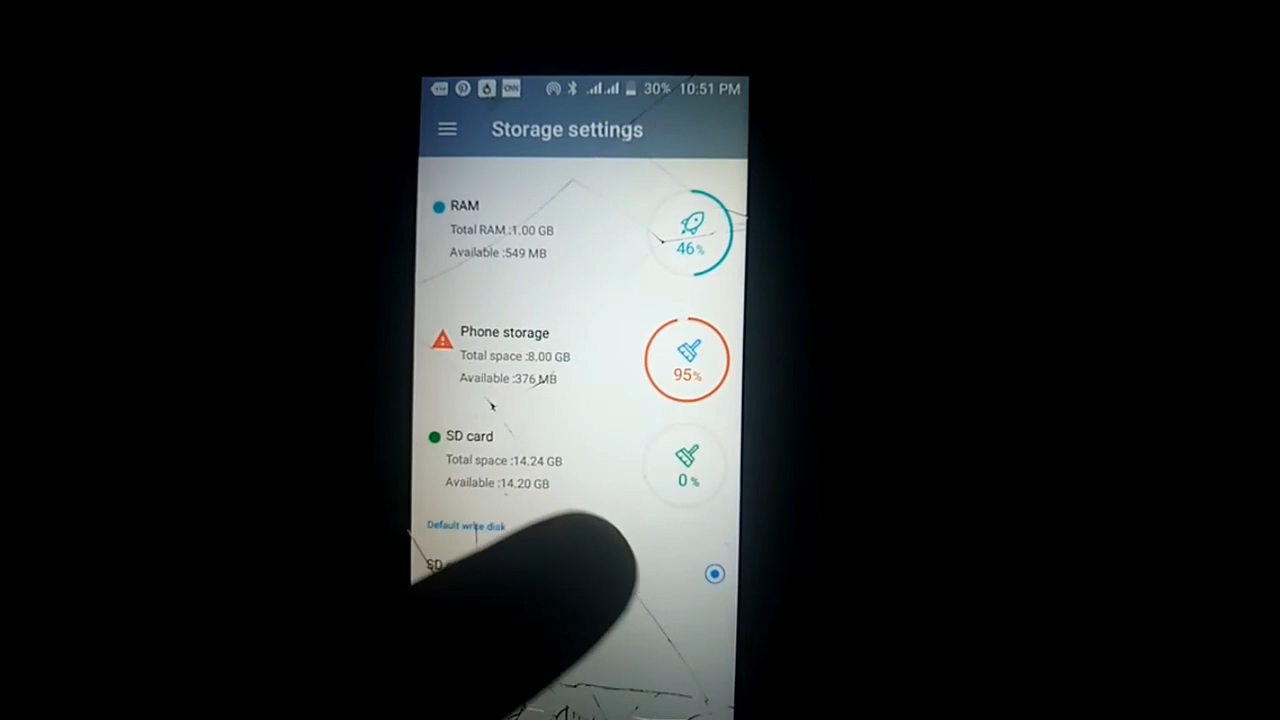 CNN 30% 10:51 PM
Storage settings
RAM
Total RAM :1.00 GB
Available :549 MB
46%
Phone storage
Total space :8.00 GB
Available :376 MB
95%
SD card
Total space :14.24 GB
Available :14.20 GB
0 %
Default write disk